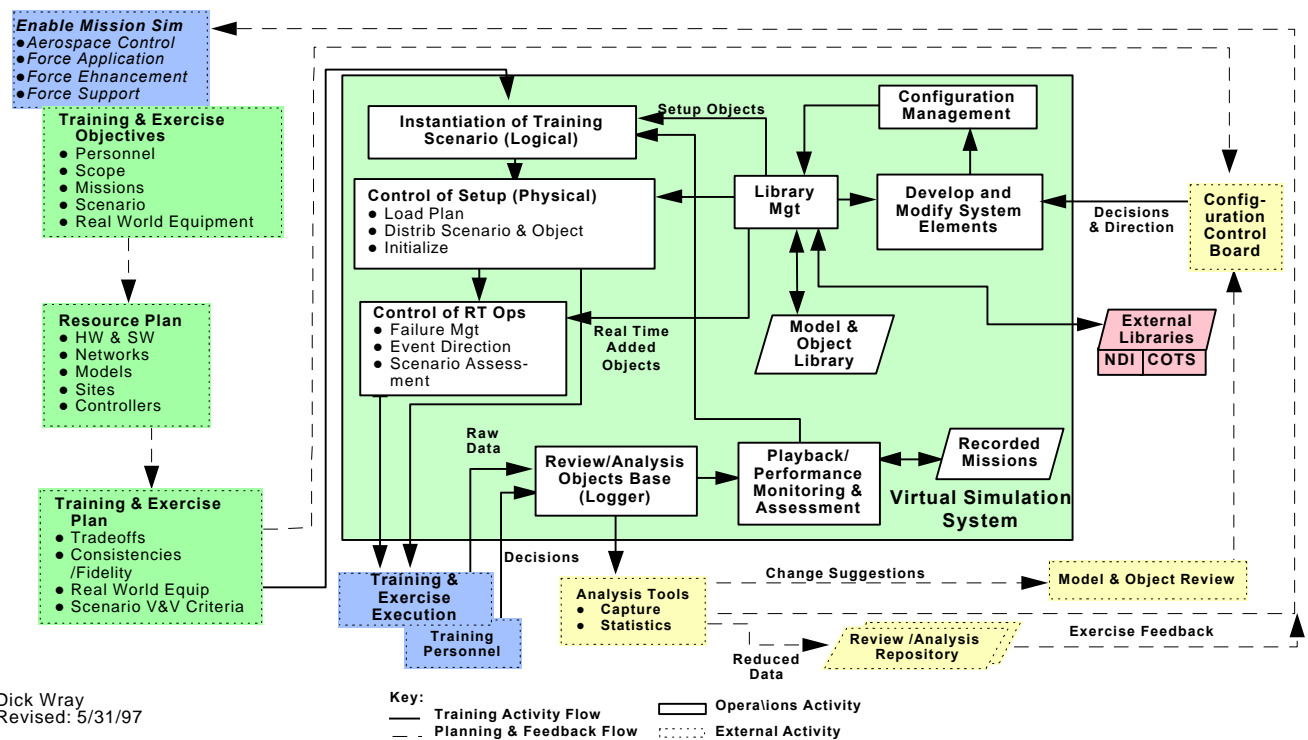 Enable Mission Sim
●Aerospace Control
●Force Application
●Force Ehnancement
●Force Support
Training & Exercise
Objectives
● Personnel
● Scope
● Missions
● Scenario
● Real World Equipment
Resource Plan
● HW & SW
● Networks
● Models
● Sites
● Controllers
Training & Exercise
Plan
● Tradeoffs
● Consistencies
/Fidelity
● Real World Equip
● Scenario V&V Criteria
Instantiation of Training
Scenario (Logical)
Setup Objects
Configuration
Management
Control of Setup (Physical)
● Load Plan
● Distrib Scenario & Object
● Initialize
Library
Mgt
Develop and
Modify System
Elements
Decisions
& Direction
Config-
uration
Control
Board
Control of RT Ops
● Failure Mgt
● Event Direction
● Scenario Assess-
ment
Real Time
Added
Objects
Model &
Object
Library
External
Libraries
NDI
COTS
Raw
Data
Review/Analysis
Objects Base
(Logger)
Playback/
Performance
Monitoring &
Assessment
Recorded
Missions
Virtual Simulation
System
Decisions
Training &
Exercise
Execution
Training
Personnel
Analysis Tools
● Capture
● Statistics
Change Suggestions
Model & Object Review
Reduced
Data
Review /Analysis
Repository
Exercise Feedback
Dick Wray
Revised: 5/31/97
Key:
Training Activity Flow
Planning & Feedback Flow
Opera\ions Activity
External Activity